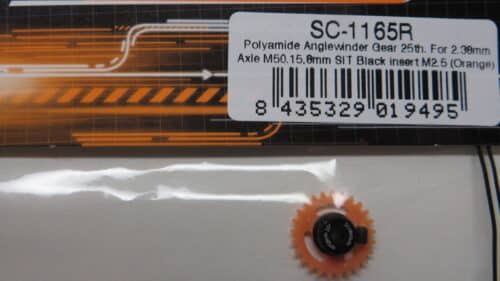 SC-1165R
Polyamide Anglewinder Gear 25th. For 2.38mm
Axle M50.15,8mm SIT Black insert M2.5 (Orange)
8 435329 019495